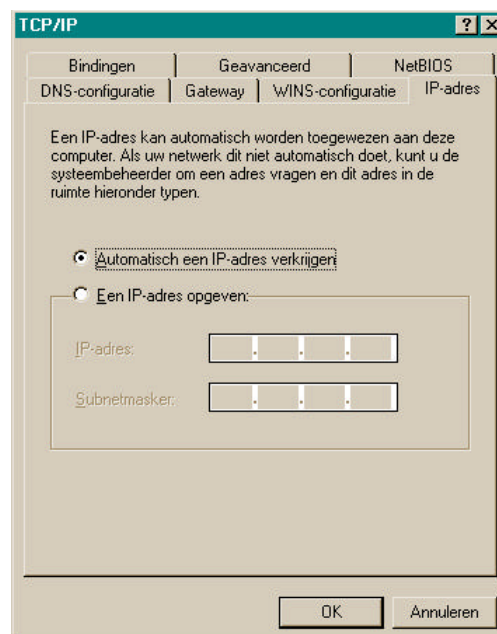 TCP/IP
Bindingen Geavanceerd NetBIOS
DNS-configuratie Gateway WINS-configuratie IP-adres
Een IP-adres kan automatisch worden toegewezen aan deze
computer. Als uw netwerk dit niet automatisch doet, kunt u de
systeembeheerder om een adres vragen en dit adres in de
ruimte hieronder typen.
Automatisch een IP-adres verkrijgen
Een IP-adres opgeven:
IP-adres:
Subnetmasker:
OK Annuleren